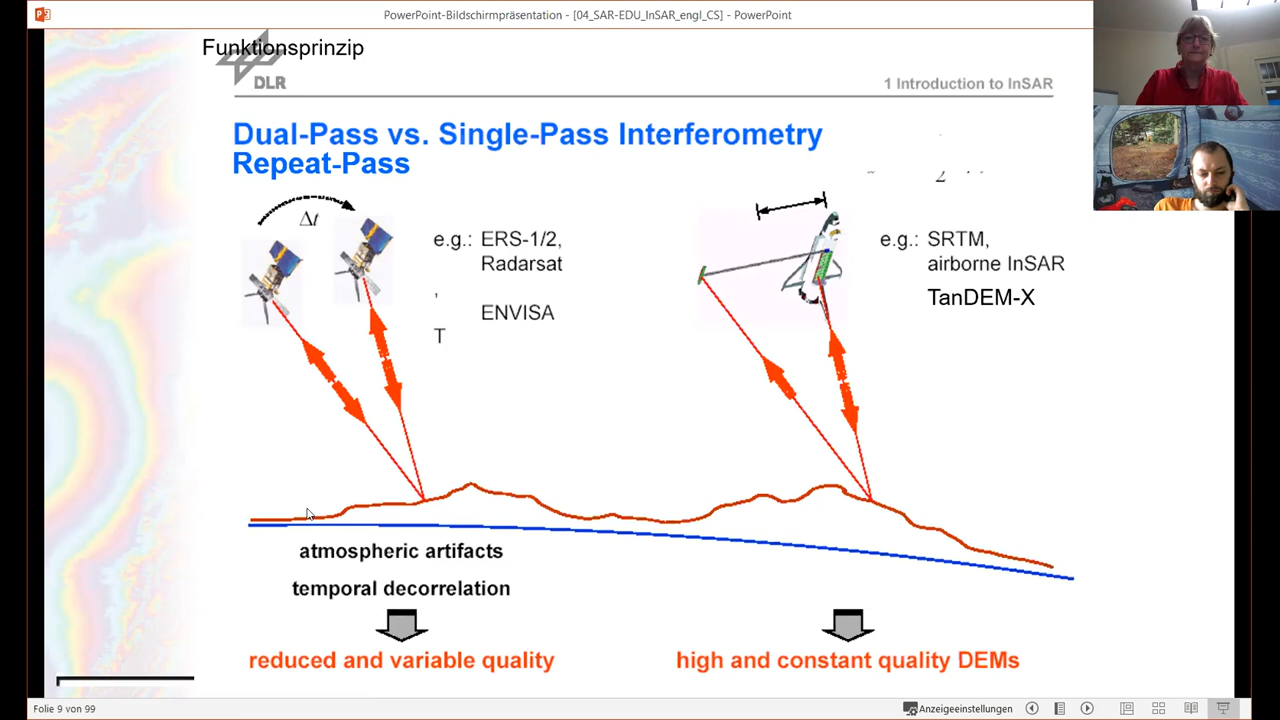 PowerPoint-Bildschirmpräsentation - [04_SAR-EDU_InSAR_engl_CS] - PowerPoint
Funktionsprinzip
DLR
1 Introduction to InSAR
Dual-Pass vs. Single-Pass Interferometry
Repeat-Pass
Δt
e.g.: ERS-1/2,
Radarsat
,
ENVISA
T
2
e.g.: SRTM,
airborne InSAR
TanDEM-X
atmospheric artifacts
temporal decorrelation
reduced and variable quality
high and constant quality DEMs
Folie 9 von 99
Anzeigeeinstellungen